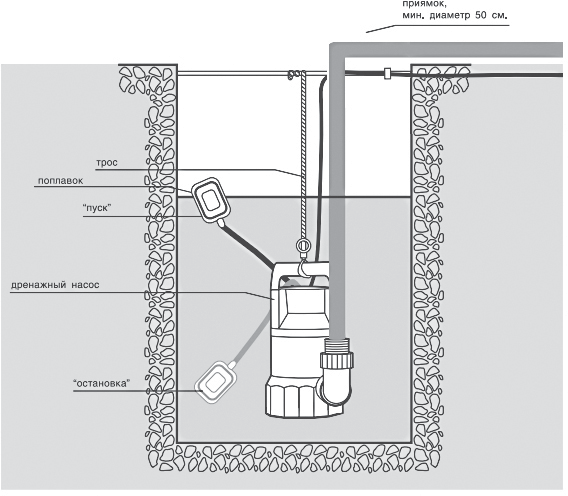 приямок,
мин. диаметр 50 см.
трос
поплавок
“пуск”
дренажный насос
“остановка”